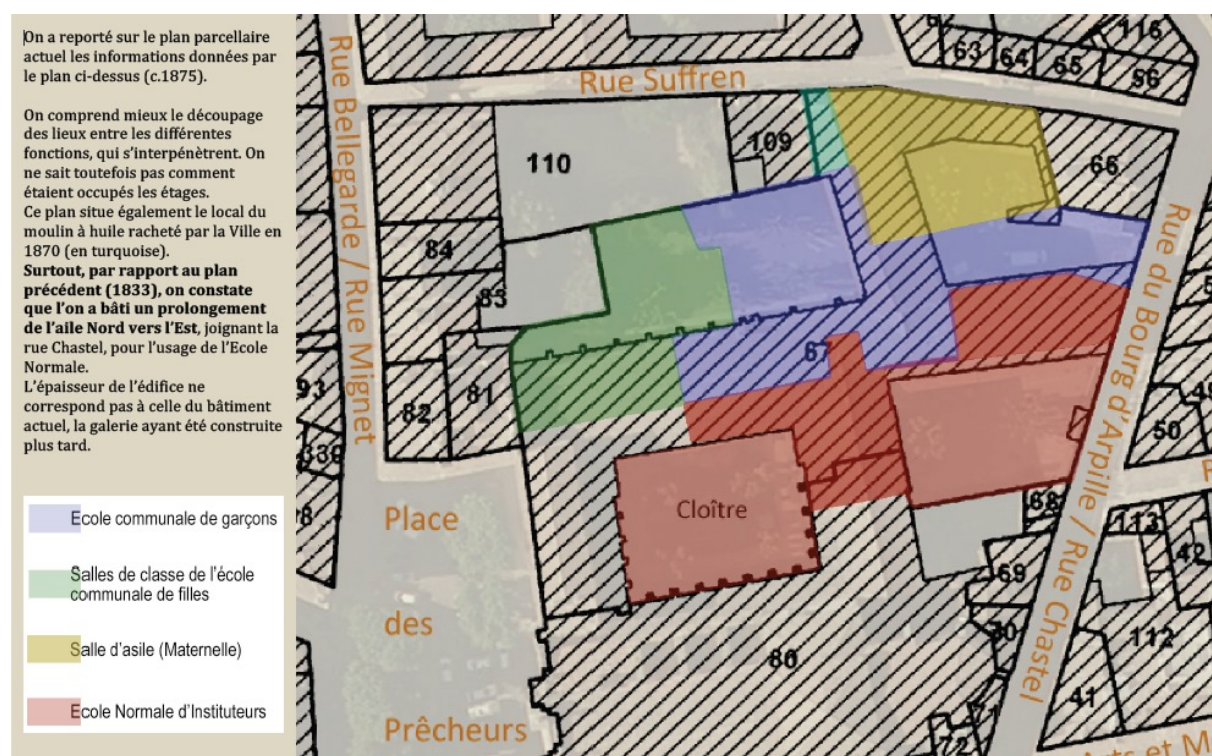 On a reporté sur le plan parcellaire
actuel les informations données par
le plan ci-dessus (c.1875).
On comprend mieux le découpage
des lieux entre les différentes
fonctions, qui s'interpénètrent. On
ne sait toutefois pas comment
étaient occupés les étages.
Ce plan situe également le local du
moulin à huile racheté par la Ville en
1870 (en turquoise).
Surtout, par rapport au plan
précédent (1833), on constate
que l'on a bâti un prolongement
de l'aile Nord vers l'Est, joignant la
rue Chastel, pour l'usage de l'Ecole
Normale.
L'épaisseur de l'édifice ne
correspond pas à celle du bâtiment
actuel, la galerie ayant été construite
plus tard.
Ecole communale de garçons
Salles de classe de l'école
communale de filles
Salle d'asile (Maternelle)
Ecole Normale d'Instituteurs
Rue Bellegarde / Rue Mignet
Rue Suffren
Rue du Bourg d'Arpille / Rue Chastel
Place
des
Prêcheurs
Cloître
116
63
64
65
56
109
110
66
84
83
67
81
82
93
50
68
113
42
69
112
80
41
72